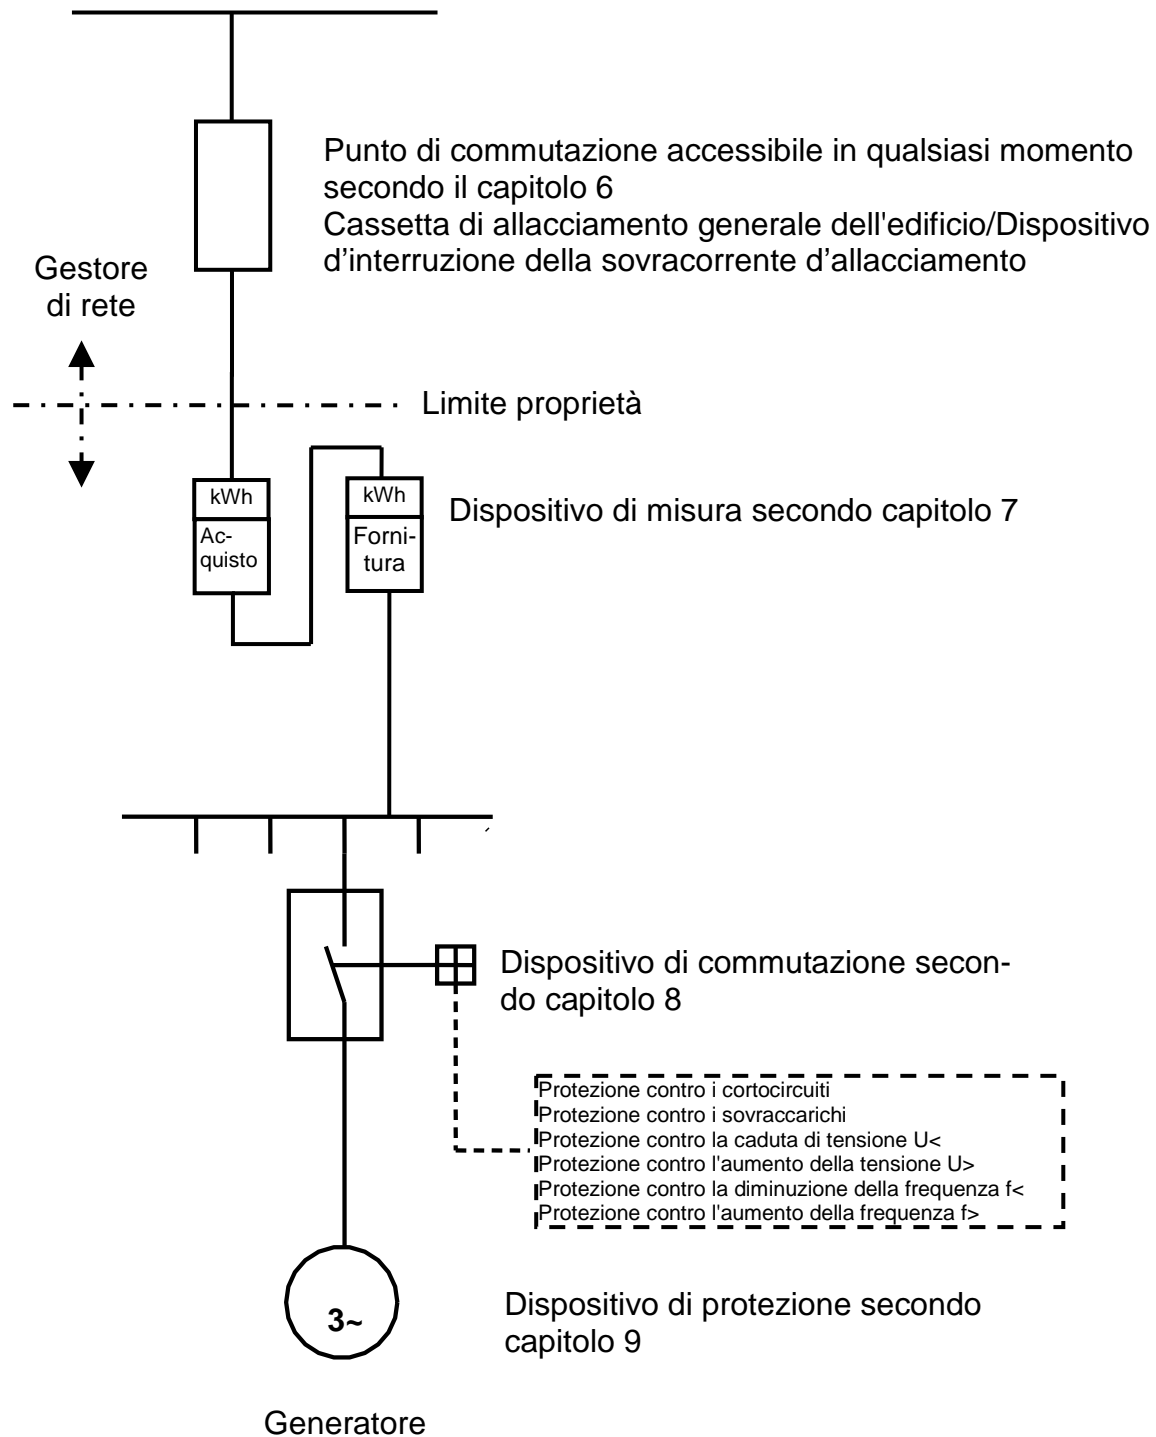 Punto di commutazione accessibile in qualsiasi momento
secondo il capitolo 6
Cassetta di allacciamento generale dell'edificio/Dispositivo
d’interruzione della sovracorrente d’allacciamento
Gestore
di rete
Limite proprietà
kWh
Ac-
quisto
kWh
Forni-
tura
Dispositivo di misura secondo capitolo 7
Dispositivo di commutazione secon-
do capitolo 8
Protezione contro i cortocircuiti
Protezione contro i sovraccarichi
Protezione contro la caduta di tensione U<
Protezione contro l'aumento della tensione U>
Protezione contro la diminuzione della frequenza f<
Protezione contro l'aumento della frequenza f>
3~
Dispositivo di protezione secondo
capitolo 9
Generatore